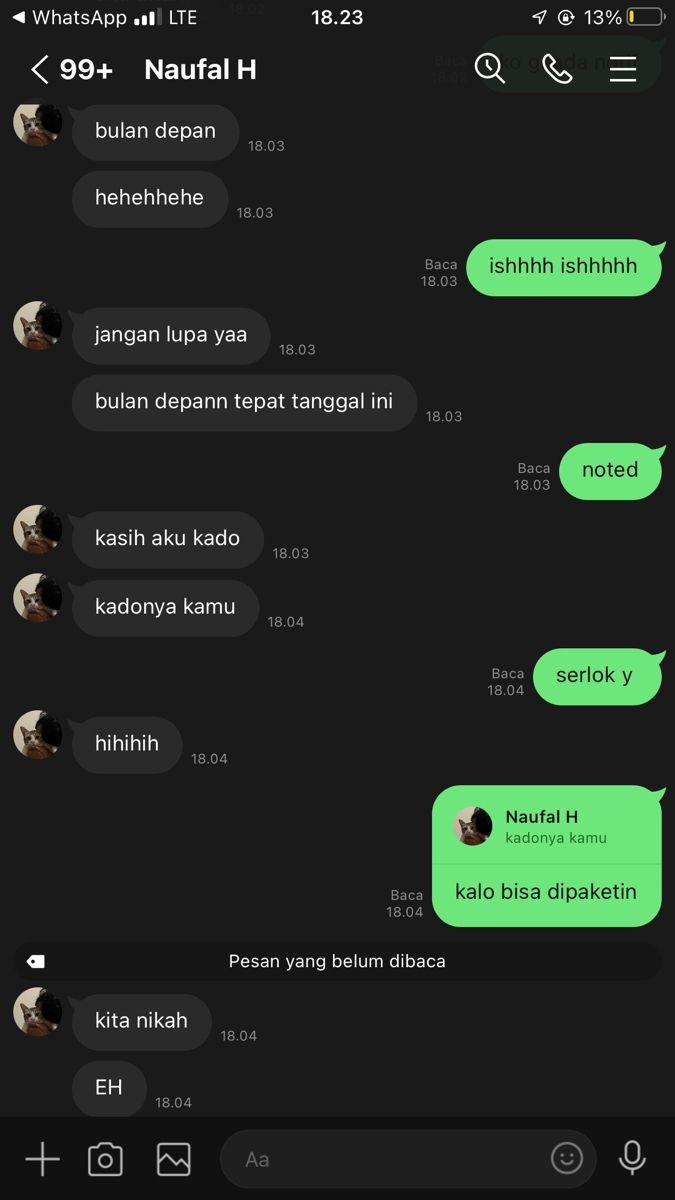 WhatsApp LTE 18.23 13%
99+ Naufal H
bulan depan
18.03
hehehhehe
18.03
ishhhh ishhhhh
Baca
18.03
jangan lupa yaa
18.03
bulan depann tepat tanggal ini
18.03
noted
Baca
18.03
kasih aku kado
18.03
kadonya kamu
18.04
serlok y
Baca
18.04
hihihih
18.04
Naufal H
kadonya kamu
kalo bisa dipaketin
Baca
18.04
Pesan yang belum dibaca
kita nikah
18.04
EH
18.04
Aa